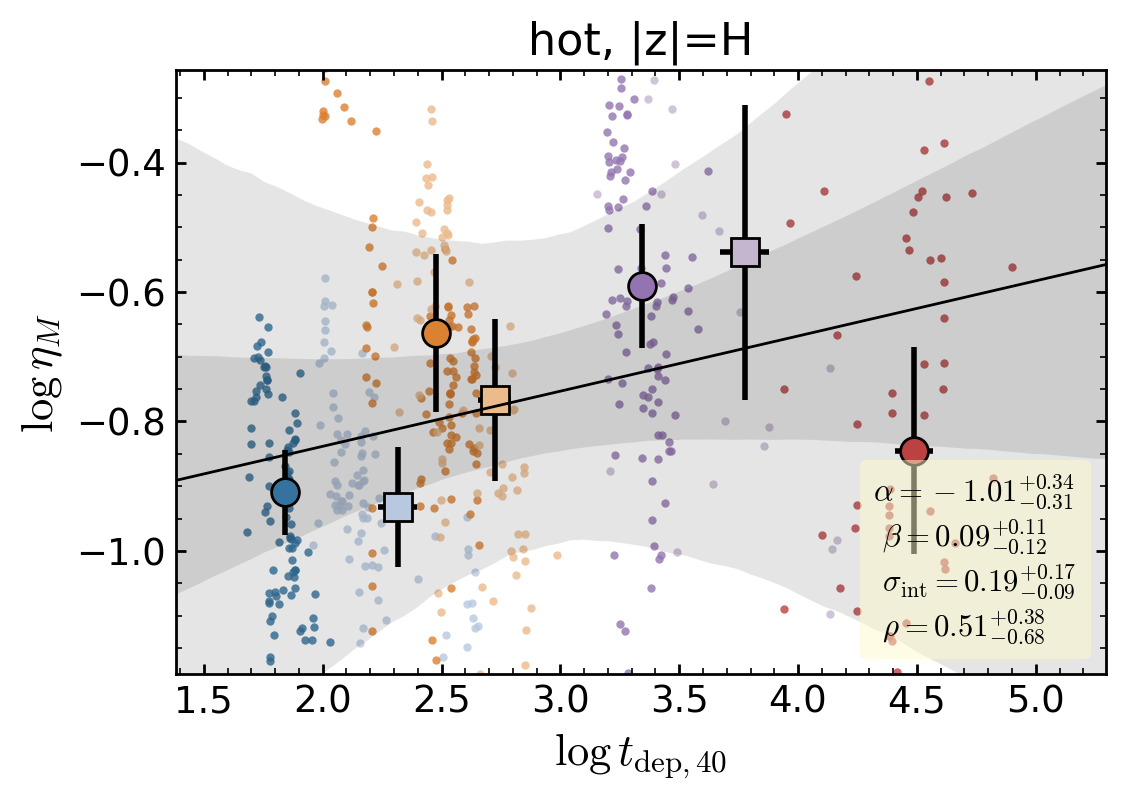 hot, |z|=H
−0.4
−0.6
−0.8
−1.0
log η_M
α = −1.01^{+0.34}_{−0.31}
β = 0.09^{+0.11}_{−0.12}
σ_int = 0.19^{+0.17}_{−0.09}
ρ = 0.51^{+0.38}_{−0.68}
1.5 2.0 2.5 3.0 3.5 4.0 4.5 5.0
log t_{dep, 40}